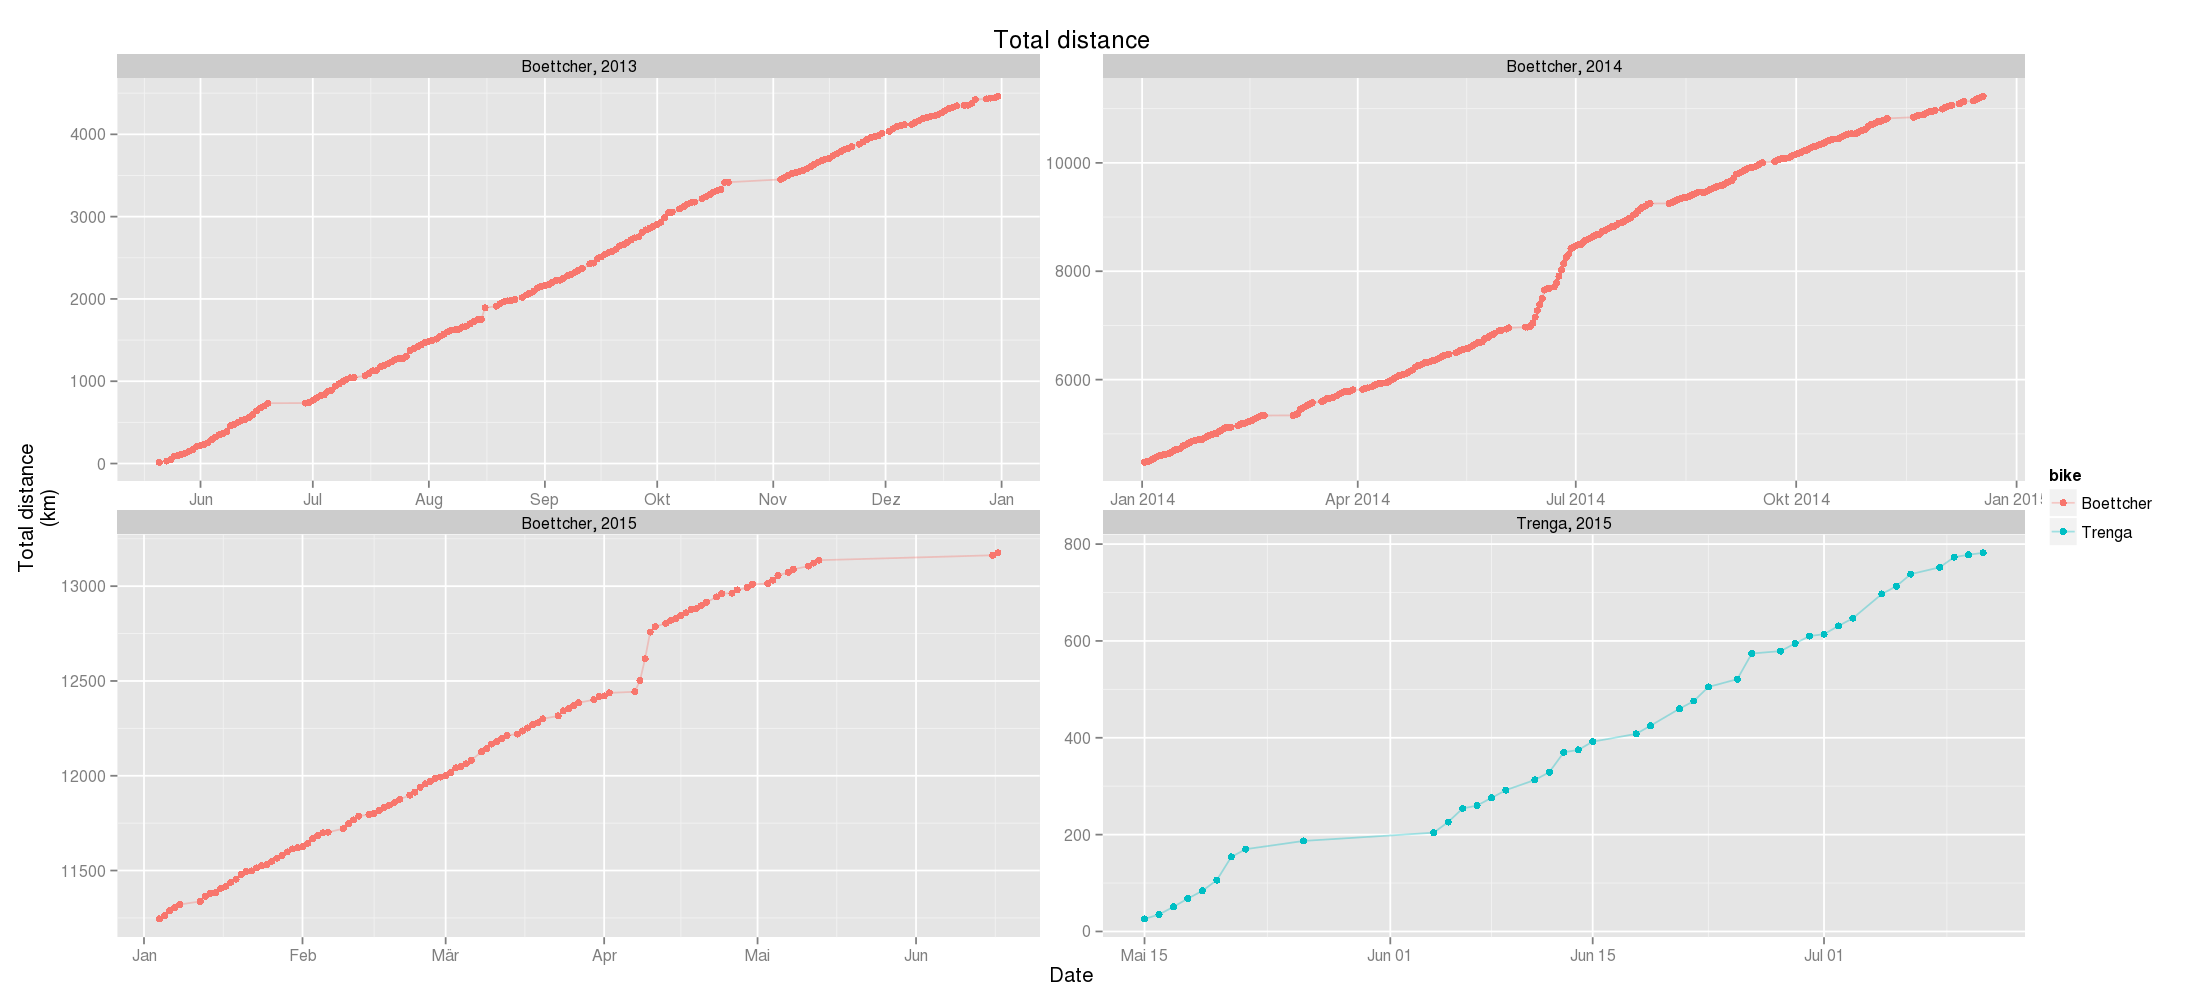 Total distance
Boettcher, 2013
Boettcher, 2014
4000
3000
2000
1000
0
10000
8000
6000
Jun Jul Aug Sep Okt Nov Dez Jan
Jan 2014 Apr 2014 Jul 2014 Okt 2014 Jan 201
Boettcher, 2015
Trenga, 2015
13000
12500
12000
11500
800
600
400
200
0
Jan Feb Mär Apr Mai Jun
Mai 15 Jun 01 Jun 15 Jul 01
Total distance
(km)
Date
bike
Boettcher
Trenga